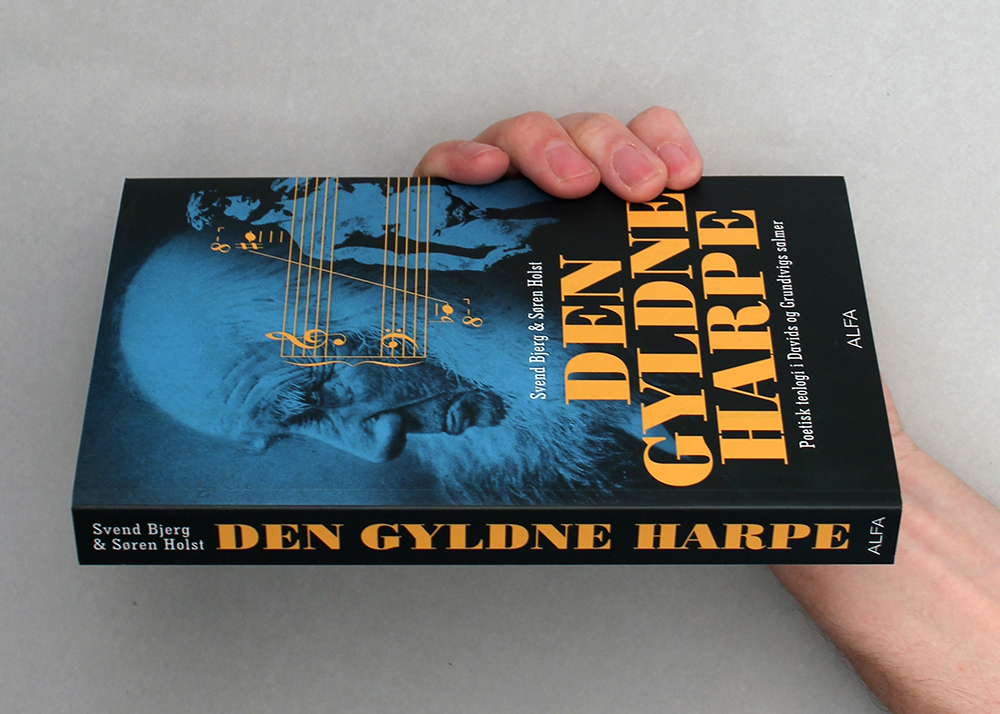 Svend Bjerg & Søren Holst
DEN
GYLDNE
HARPE
Poetisk teologi i Davids og Grundtvigs salmer
ALFA
Svend Bjerg
& Søren Holst
DEN GYLDNE HARPE
ALFA